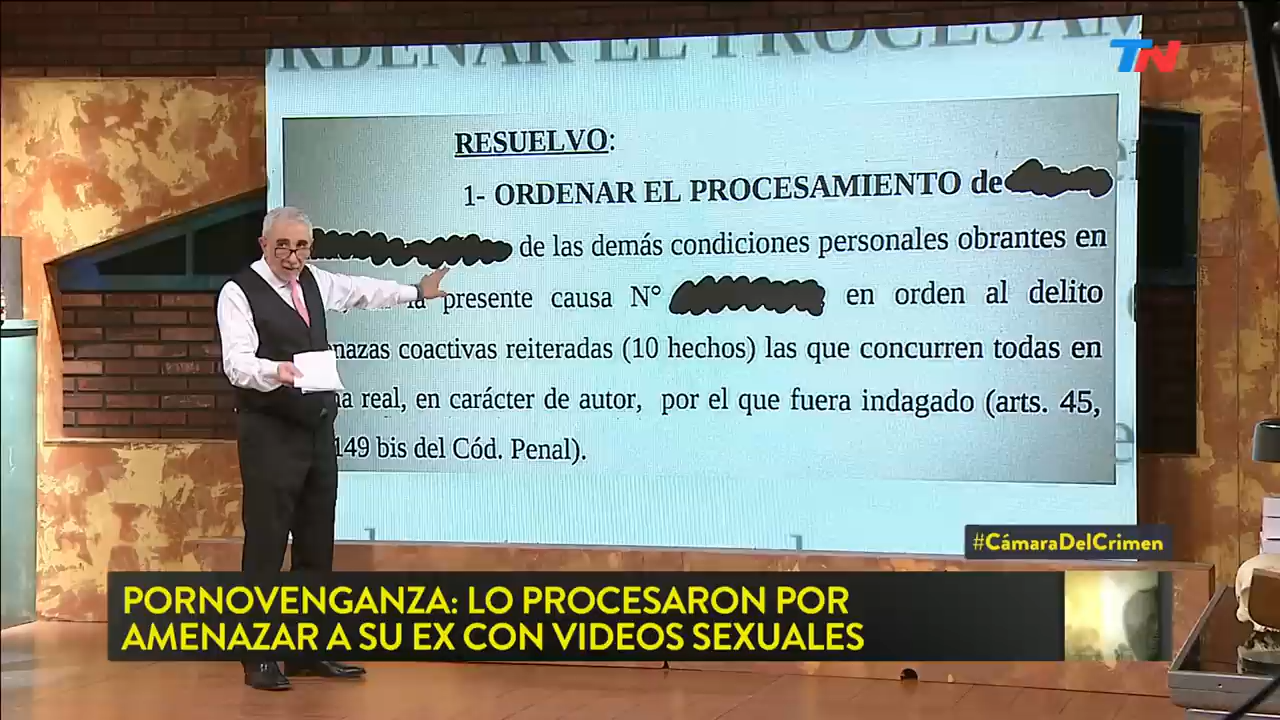 ORDENAR EL PROCESAM
TN
RESUELVO:
1- ORDENAR EL PROCESAMIENTO de
de las demás condiciones personales obrantes en
la presente causa N° en orden al delito
nazas coactivas reiteradas (10 hechos) las que concurren todas en
a real, en carácter de autor, por el que fuera indagado (arts. 45,
149 bis del Cód. Penal).
#CámaraDelCrimen
PORNOVENGANZA: LO PROCESARON POR
AMENAZAR A SU EX CON VIDEOS SEXUALES